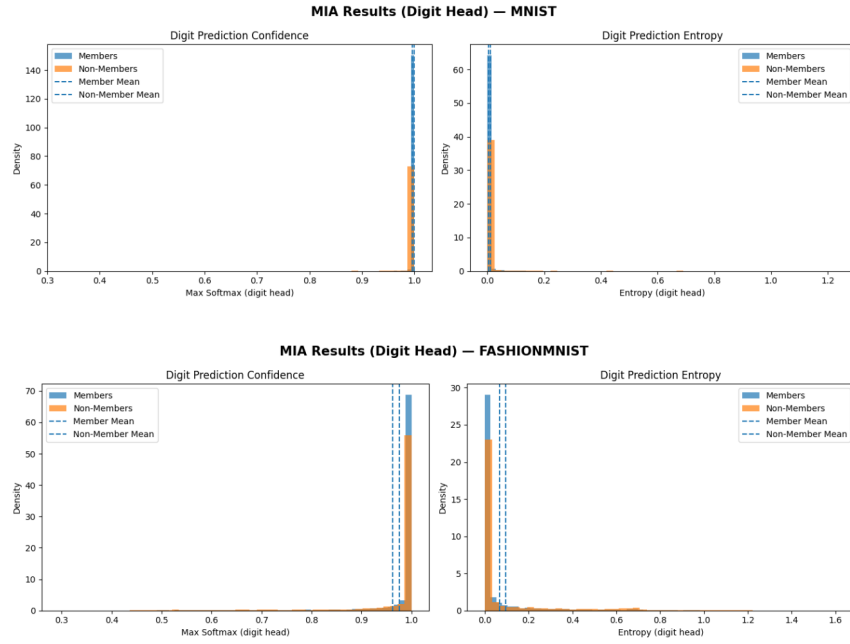 MIA Results (Digit Head) — MNIST
Digit Prediction Confidence
Members
Non-Members
Member Mean
Non-Member Mean
Density
0 20 40 60 80 100 120 140
0.3 0.4 0.5 0.6 0.7 0.8 0.9 1.0
Max Softmax (digit head)
Digit Prediction Entropy
Members
Non-Members
Member Mean
Non-Member Mean
Density
0 10 20 30 40 50 60
0.0 0.2 0.4 0.6 0.8 1.0 1.2
Entropy (digit head)
MIA Results (Digit Head) — FASHIONMNIST
Digit Prediction Confidence
Members
Non-Members
Member Mean
Non-Member Mean
Density
0 10 20 30 40 50 60 70
0.3 0.4 0.5 0.6 0.7 0.8 0.9 1.0
Max Softmax (digit head)
Digit Prediction Entropy
Members
Non-Members
Member Mean
Non-Member Mean
Density
0 5 10 15 20 25 30
0.0 0.2 0.4 0.6 0.8 1.0 1.2 1.4 1.6
Entropy (digit head)